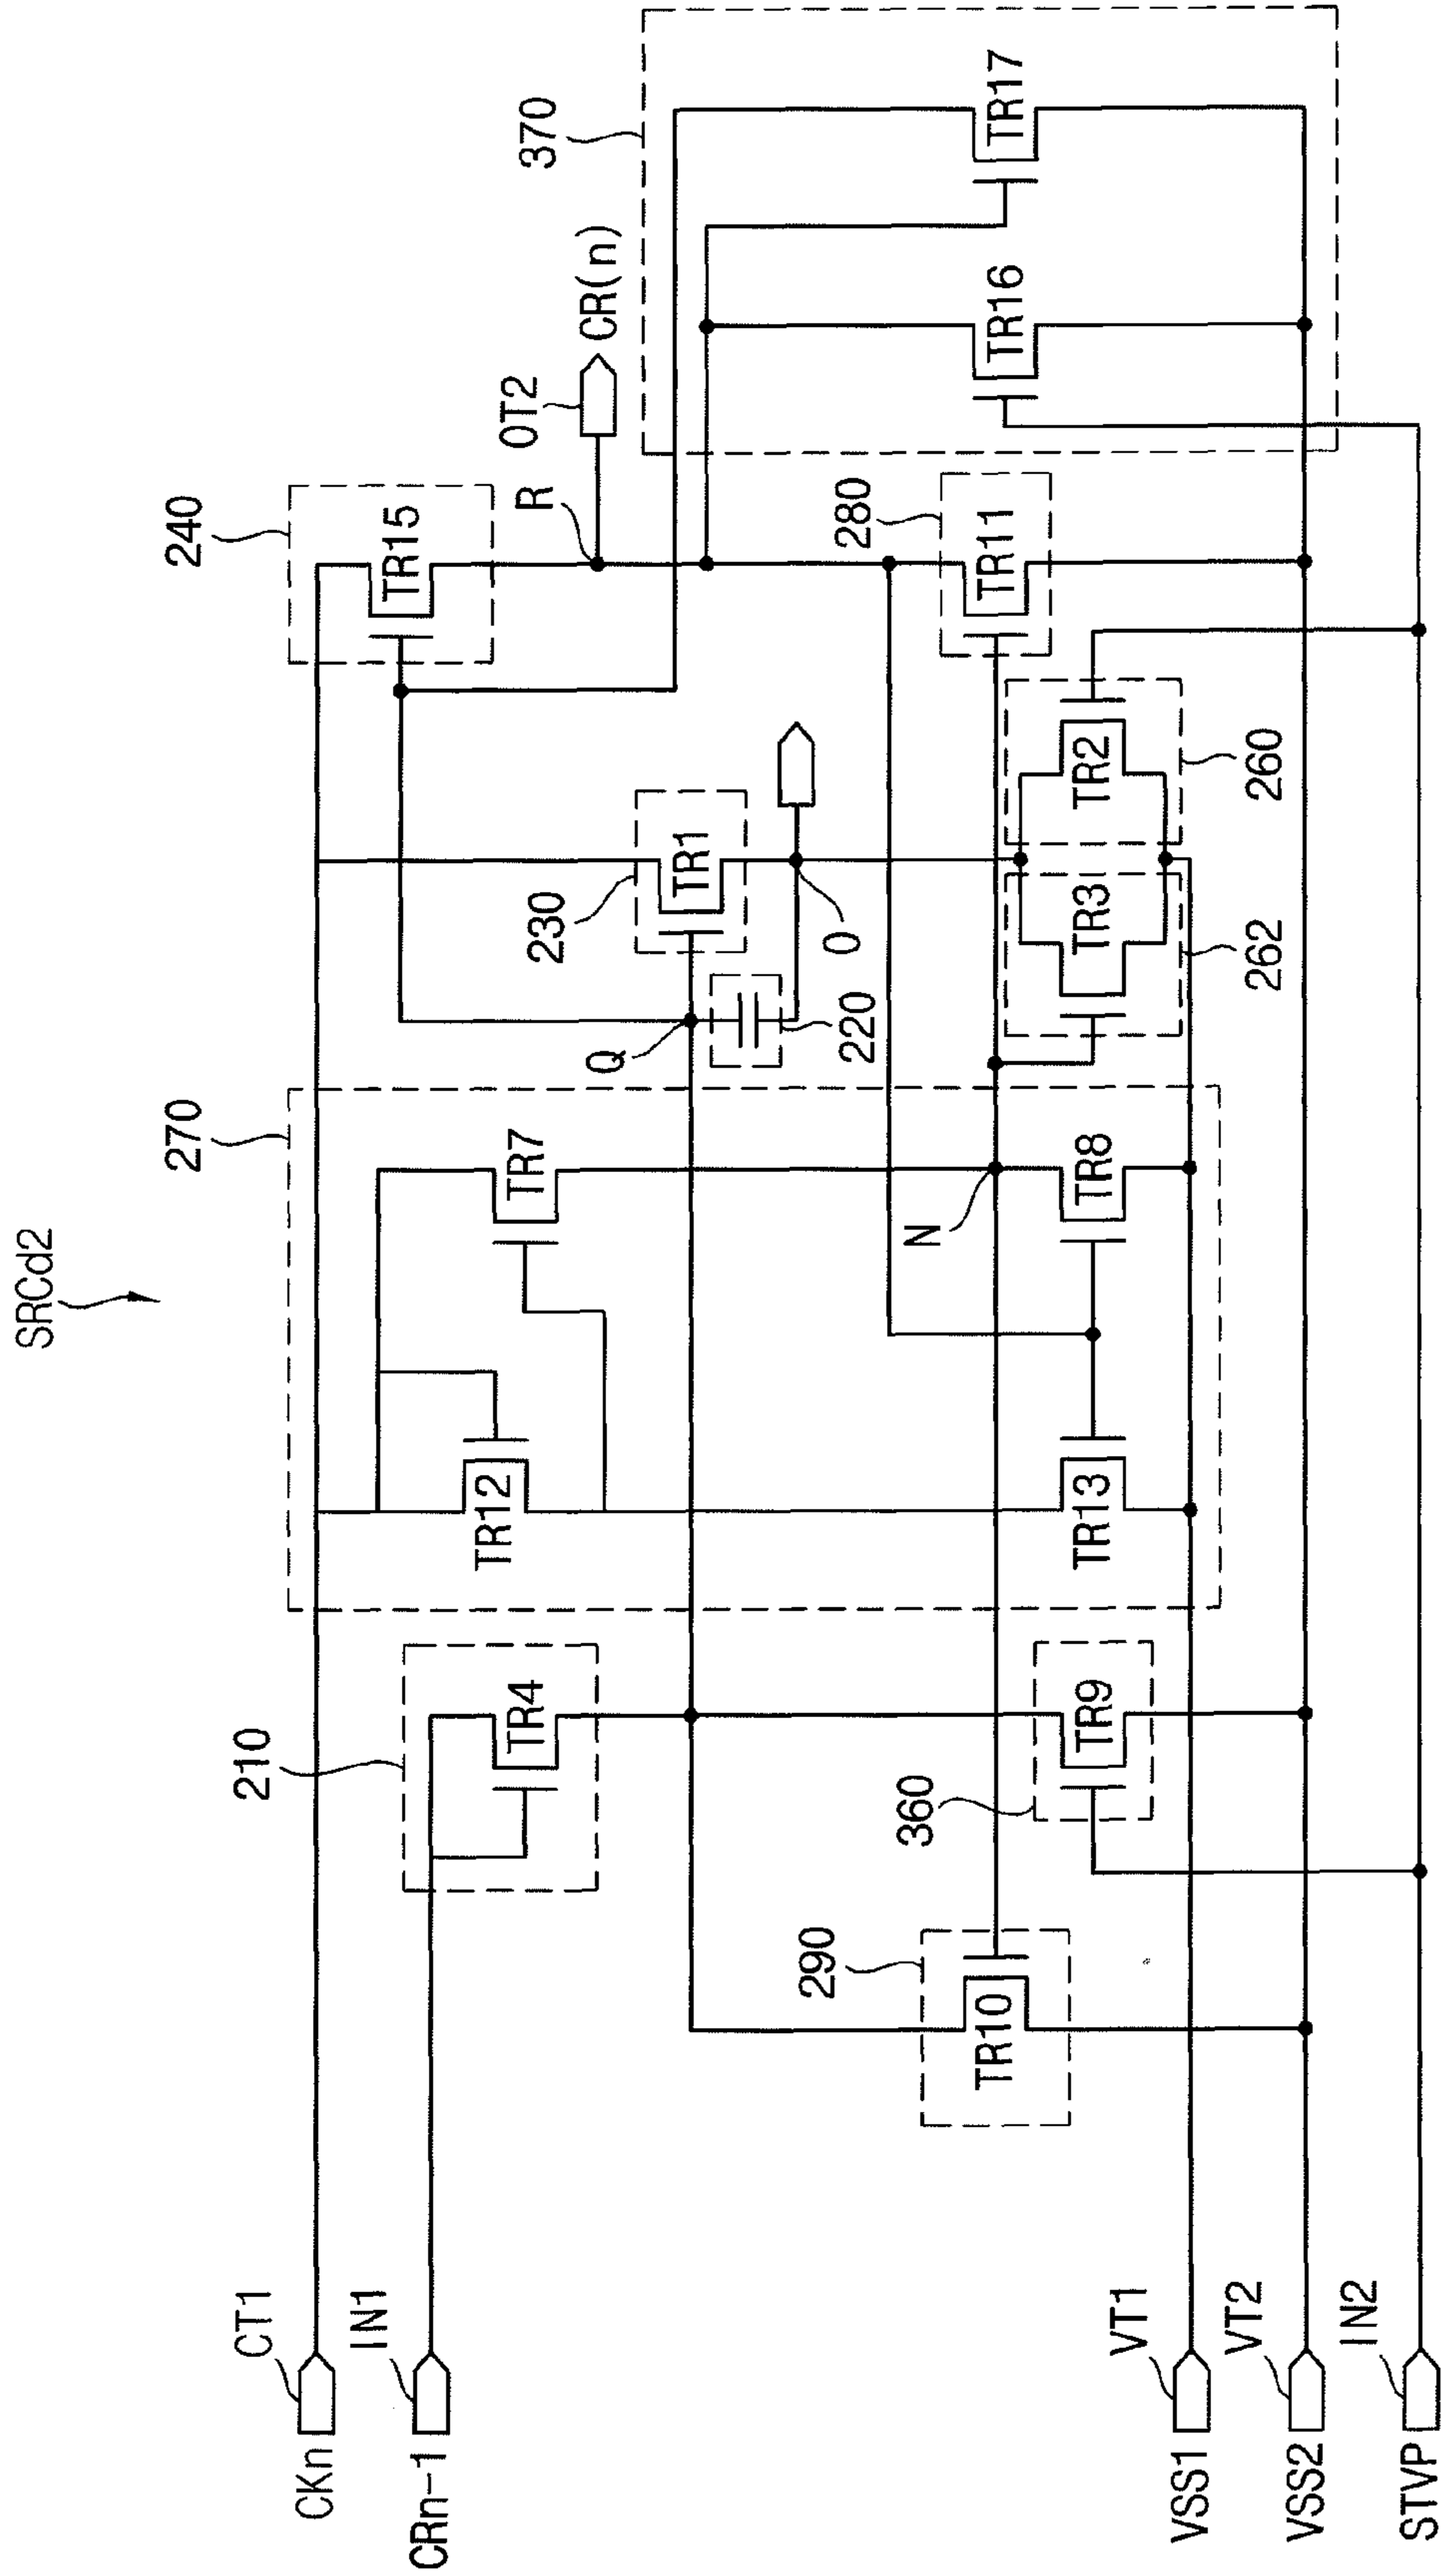 SRCd2
CKn
CT1
CRn-1
IN1
210
TR4
270
TR12
TR7
240
TR15
R
OT2
CR(n)
370
TR17
TR16
230
TR1
Q
220
O
N
280
TR11
290
TR10
360
TR9
TR13
TR8
TR3
TR2
262
260
VSS1
VT1
VSS2
VT2
STVP
IN2